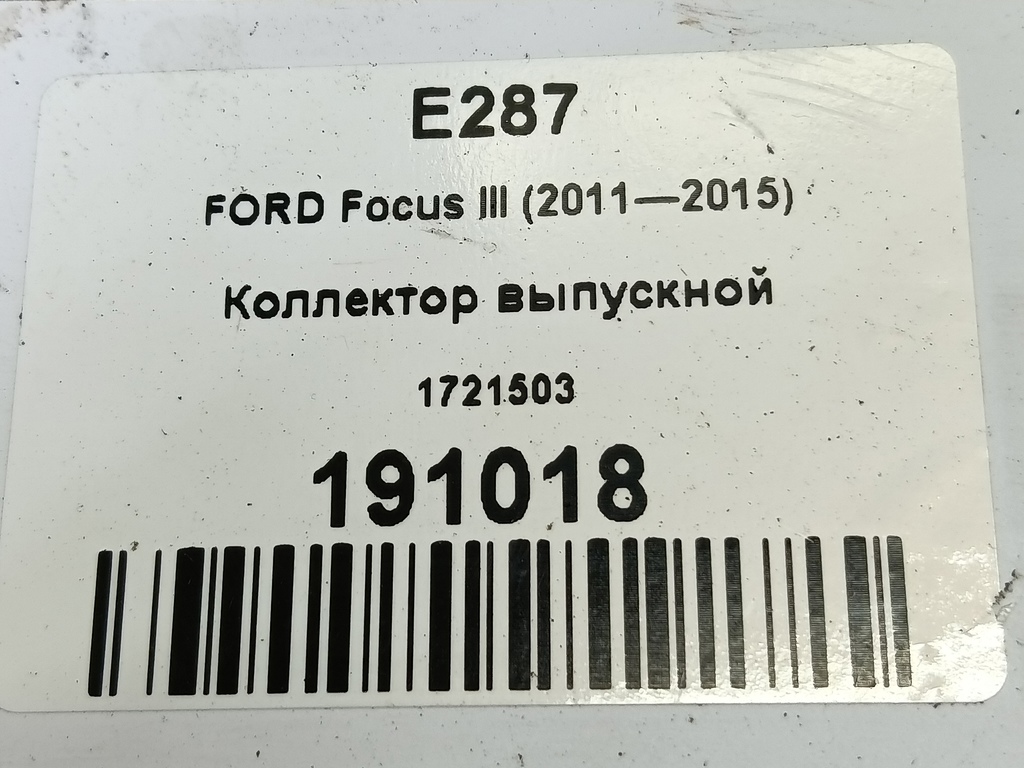 E287
FORD Focus III (2011—2015)
Коллектор выпускной
1721503
191018